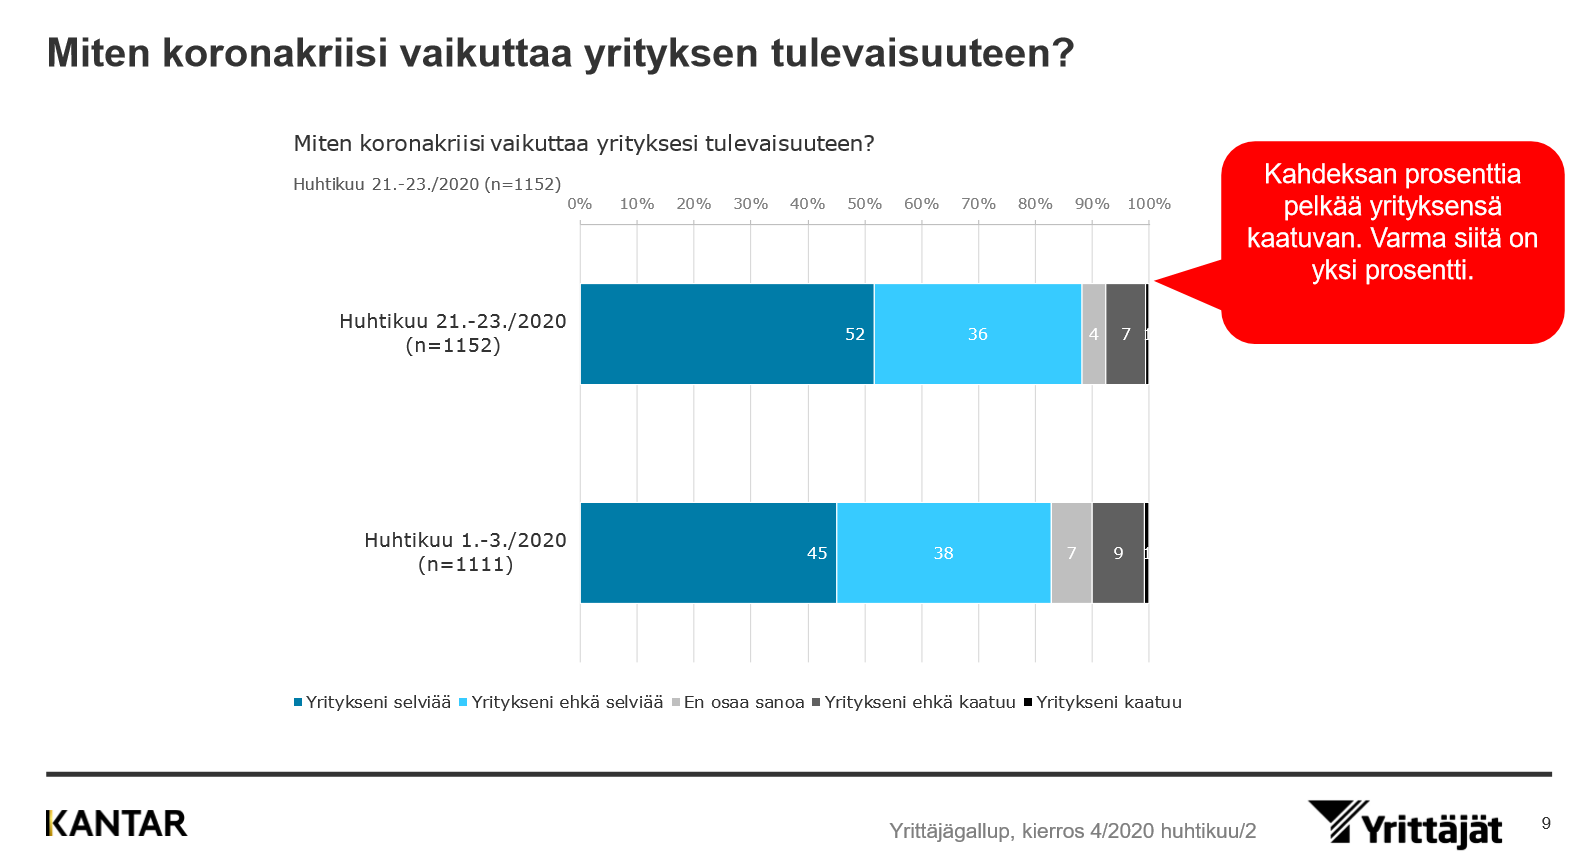 Miten koronakriisi vaikuttaa yrityksen tulevaisuuteen?
Miten koronakriisi vaikuttaa yrityksesi tulevaisuuteen?
Huhtikuu 21.-23./2020 (n=1152)
0% 10% 20% 30% 40% 50% 60% 70% 80% 90% 100%
Kahdeksan prosenttia
pelkää yrityksensä
kaatuvan. Varma siitä on
yksi prosentti.
Huhtikuu 21.-23./2020
(n=1152)
52 36 4 7 1
Huhtikuu 1.-3./2020
(n=1111)
45 38 7 9 1
Yritykseni selviää Yritykseni ehkä selviää En osaa sanoa Yritykseni ehkä kaatuu Yritykseni kaatuu
KANTAR
Yrittäjägallup, kierros 4/2020 huhtikuu/2
Yrittäjät
9